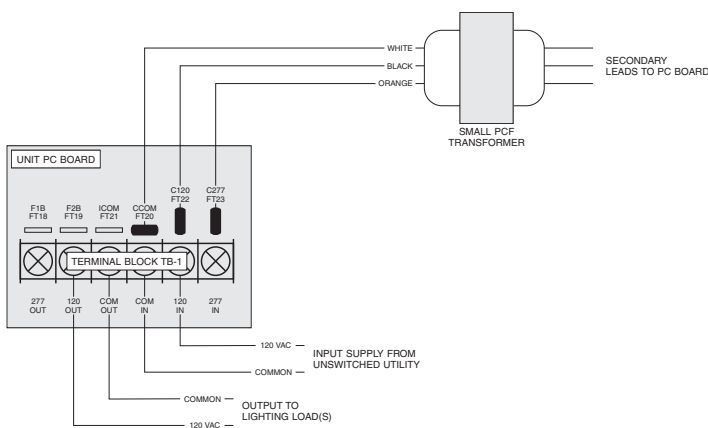 WHITE
BLACK
ORANGE
SECONDARY
LEADS TO PC BOARD
SMALL PCF
TRANSFORMER
UNIT PC BOARD
F1B
FT18
F2B
FT19
ICOM
FT21
CCOM
FT20
C120
FT22
C277
FT23
TERMINAL BLOCK TB-1
277
OUT
120
OUT
COM
OUT
COM
IN
120
IN
277
IN
120 VAC
COMMON
INPUT SUPPLY FROM
UNSWITCHED UTILITY
COMMON
120 VAC
OUTPUT TO
LIGHTING LOAD(S)